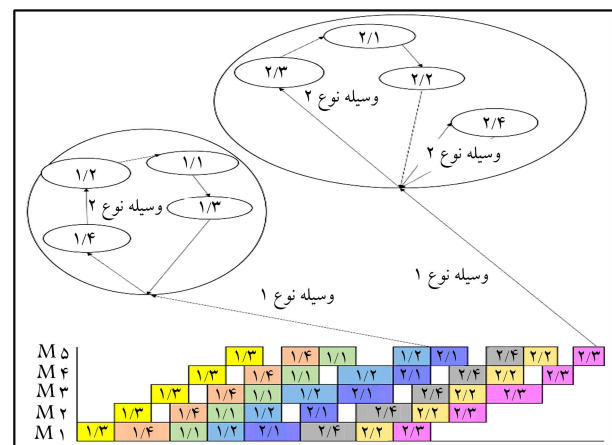 ۲/۱
۲/۳
۲/۲
وسیله نوع ۲
۲/۴
وسیله نوع ۲
۱/۱
۱/۲
وسیله نوع ۲
۱/۳
۱/۴
وسیله نوع ۱
وسیله نوع ۱
M ۵ ۱/۳ ۱/۴ ۱/۱ ۱/۲ ۲/۱ ۲/۴ ۲/۲ ۲/۳
M ۴ ۱/۳ ۱/۴ ۱/۱ ۱/۲ ۲/۱ ۲/۴ ۲/۲ ۲/۳
M ۳ ۱/۳ ۱/۴ ۱/۱ ۱/۲ ۲/۱ ۲/۴ ۲/۲ ۲/۳
M ۲ ۱/۳ ۱/۴ ۱/۱ ۱/۲ ۲/۱ ۲/۴ ۲/۲ ۲/۳
M ۱ ۱/۳ ۱/۴ ۱/۱ ۱/۲ ۲/۱ ۲/۴ ۲/۲ ۲/۳